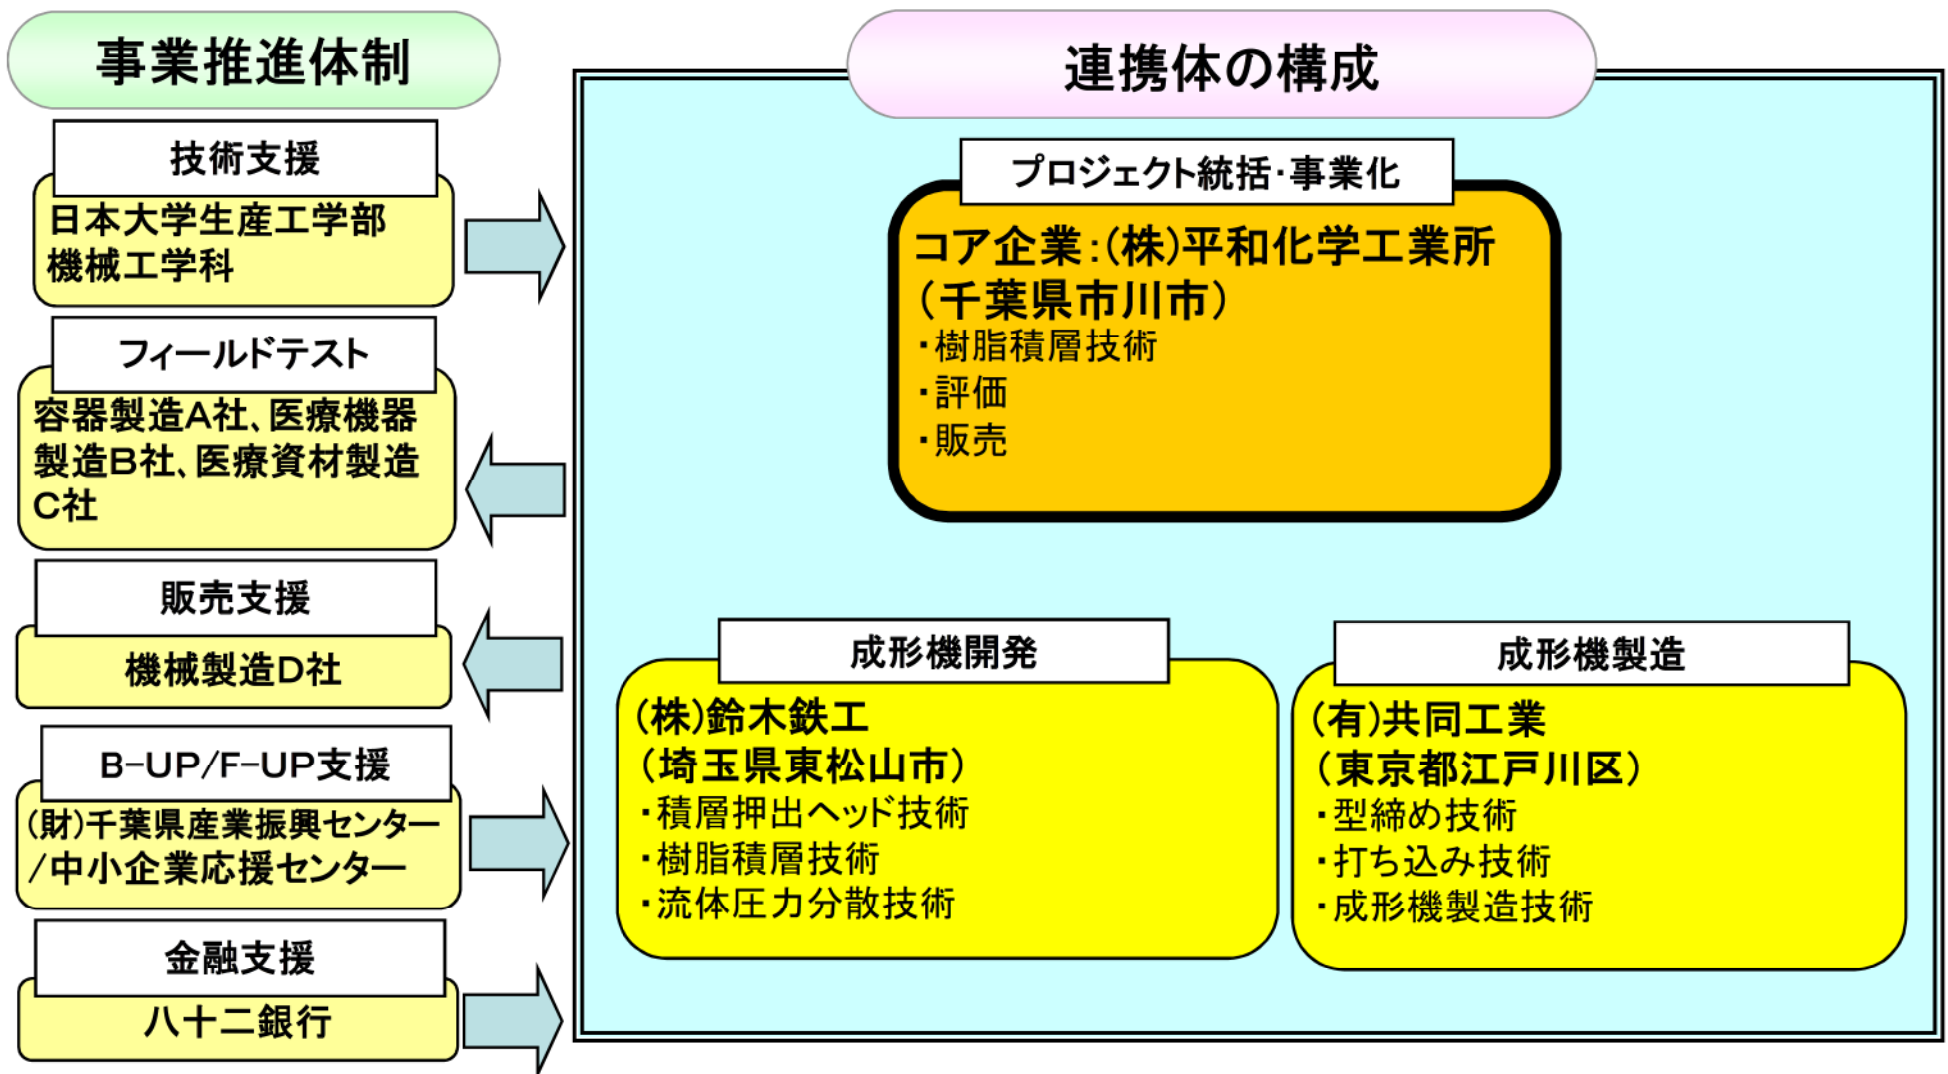 事業推進体制
技術支援
日本大学生産工学部
機械工学科
フィールドテスト
容器製造A社、医療機器
製造B社、医療資材製造
C社
販売支援
機械製造D社
B-UP/F-UP支援
(財)千葉県産業振興センター
/中小企業応援センター
金融支援
八十二銀行
連携体の構成
プロジェクト統括・事業化
コア企業:(株)平和化学工業所
(千葉県市川市)
・樹脂積層技術
・評価
・販売
成形機開発
(株)鈴木鉄工
(埼玉県東松山市)
・積層押出ヘッド技術
・樹脂積層技術
・流体圧力分散技術
成形機製造
(有)共同工業
(東京都江戸川区)
・型締め技術
・打ち込み技術
・成形機製造技術